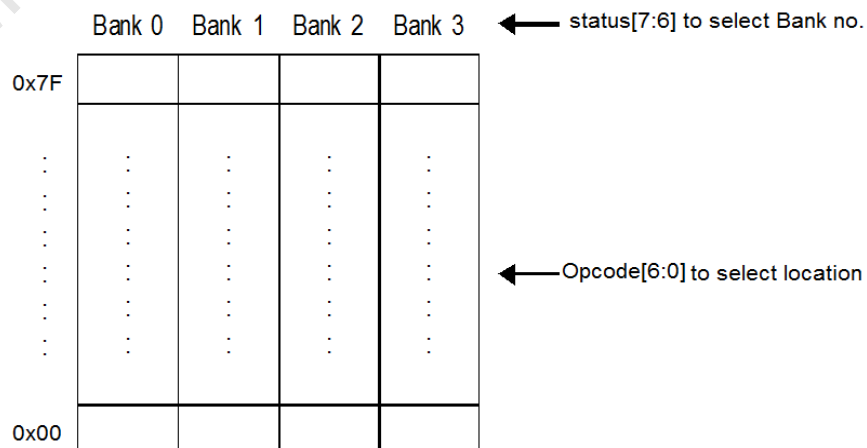 Bank 0 Bank 1 Bank 2 Bank 3 status[7:6] to select Bank no.
0x7F
Opcode[6:0] to select location
0x00